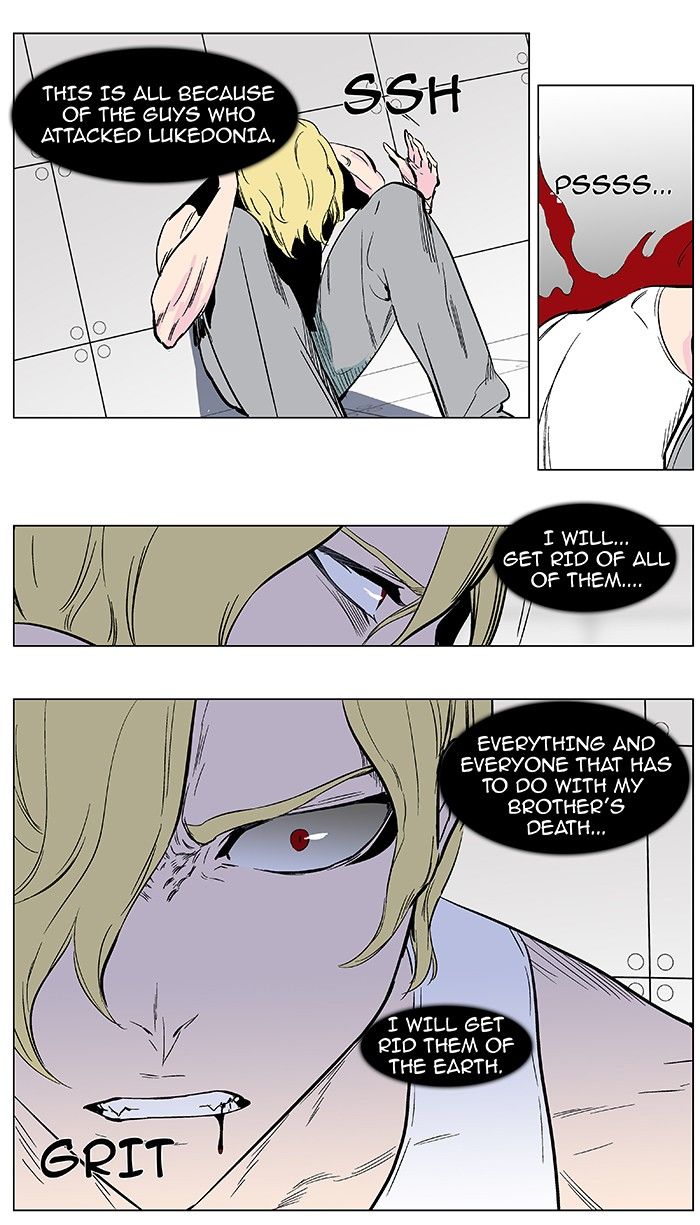 THIS IS ALL BECAUSE
OF THE GUYS WHO
ATTACKED LUKEDONIA.
SSH
PSSSS...
I WILL...
GET RID OF ALL
OF THEM....
EVERYTHING AND
EVERYONE THAT HAS
TO DO WITH MY
BROTHER'S
DEATH...
I WILL GET
RID THEM OF
THE EARTH.
GRIT